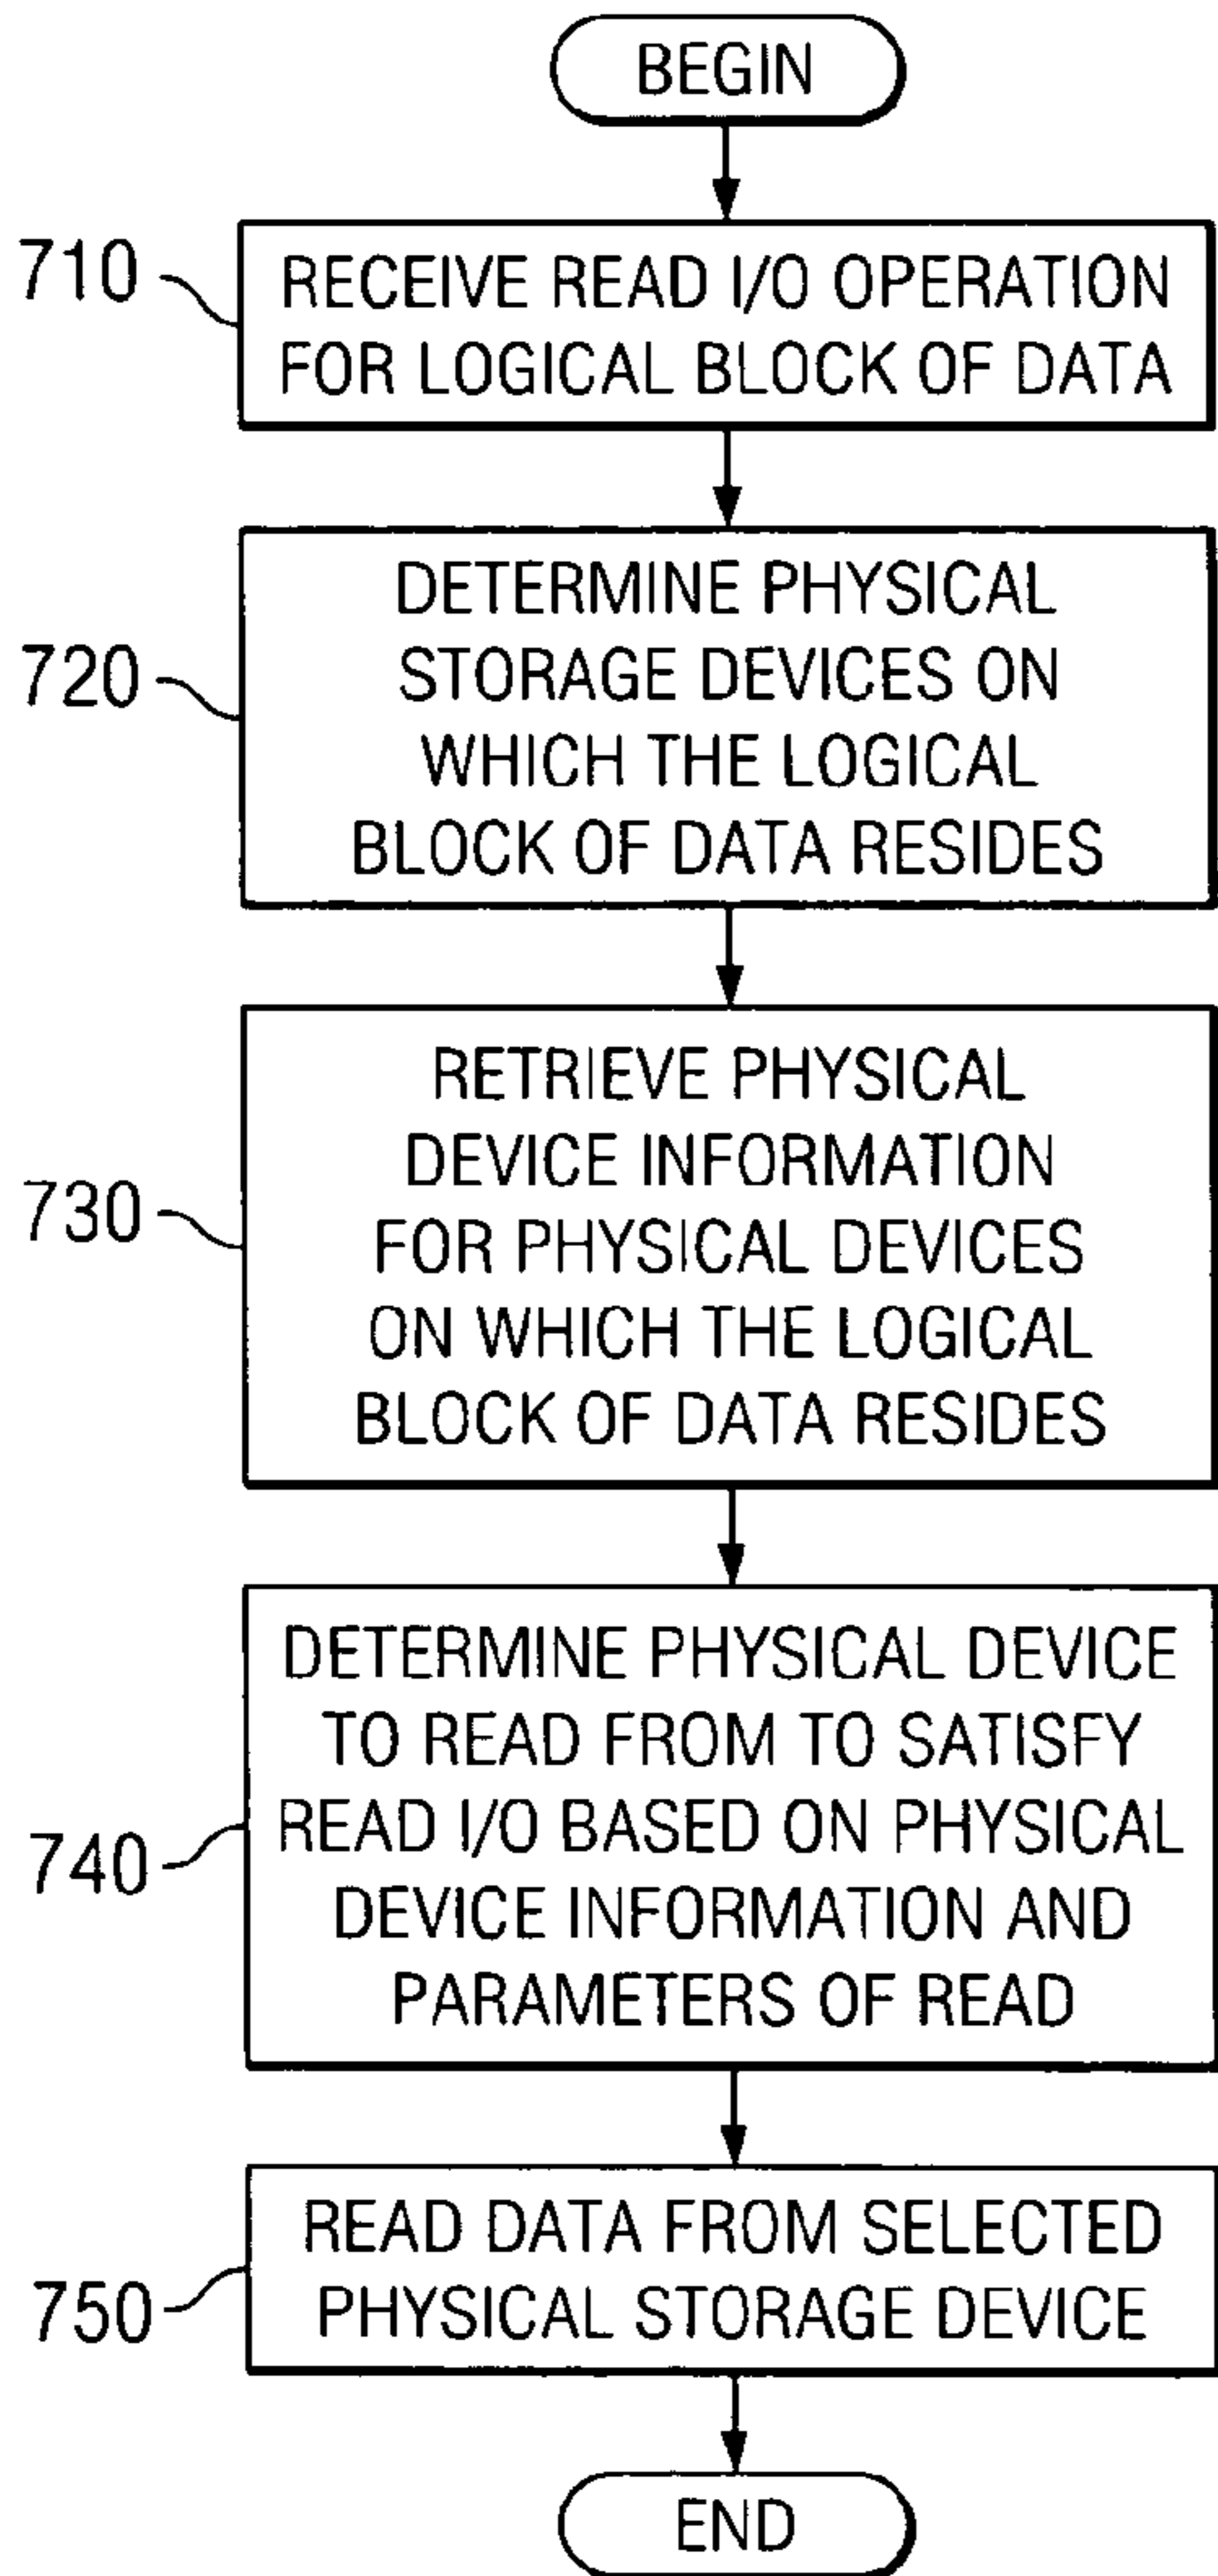 BEGIN
710
RECEIVE READ I/O OPERATION
FOR LOGICAL BLOCK OF DATA
720
DETERMINE PHYSICAL
STORAGE DEVICES ON
WHICH THE LOGICAL
BLOCK OF DATA RESIDES
730
RETRIEVE PHYSICAL
DEVICE INFORMATION
FOR PHYSICAL DEVICES
ON WHICH THE LOGICAL
BLOCK OF DATA RESIDES
740
DETERMINE PHYSICAL DEVICE
TO READ FROM TO SATISFY
READ I/O BASED ON PHYSICAL
DEVICE INFORMATION AND
PARAMETERS OF READ
750
READ DATA FROM SELECTED
PHYSICAL STORAGE DEVICE
END